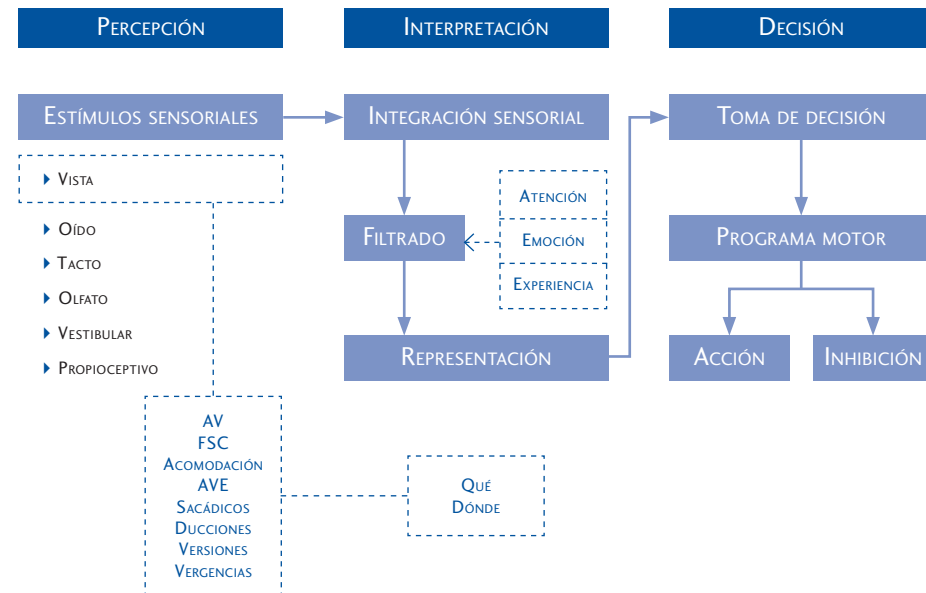 Percepción
Interpretación
Decisión
Estímulos sensoriales
Integración sensorial
Toma de decisión
Vista
Oído
Tacto
Olfato
Vestibular
Propioceptivo
Filtrado
Atención
Emoción
Experiencia
Programa motor
Representación
Acción
Inhibición
AV
FSC
Acomodación
AVE
Sacádicos
Ducciones
Versiones
Vergencias
Qué
Dónde